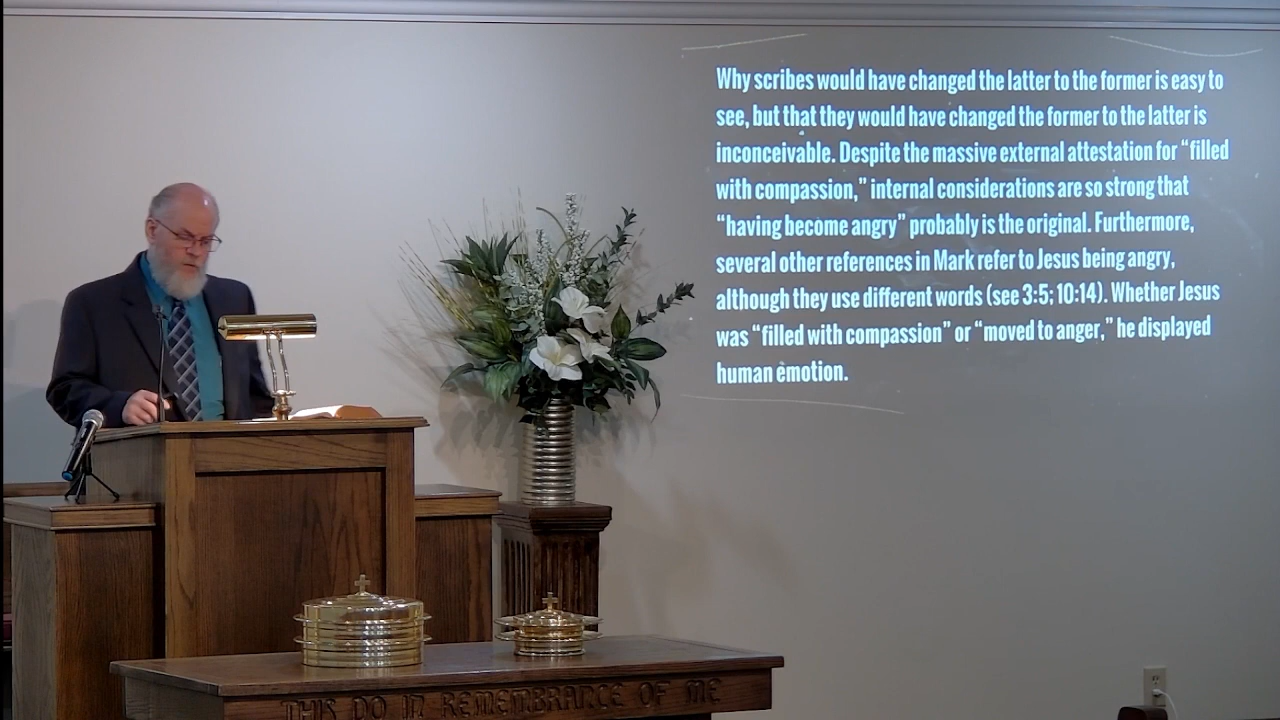 Why scribes would have changed the latter to the former is easy to
see, but that they would have changed the former to the latter is
inconceivable. Despite the massive external attestation for “filled
with compassion,” internal considerations are so strong that
“having become angry” probably is the original. Furthermore,
several other references in Mark refer to Jesus being angry,
although they use different words (see 3:5; 10:14). Whether Jesus
was “filled with compassion” or “moved to anger,” he displayed
human emotion.
THIS DO IN REMEMBRANCE OF ME